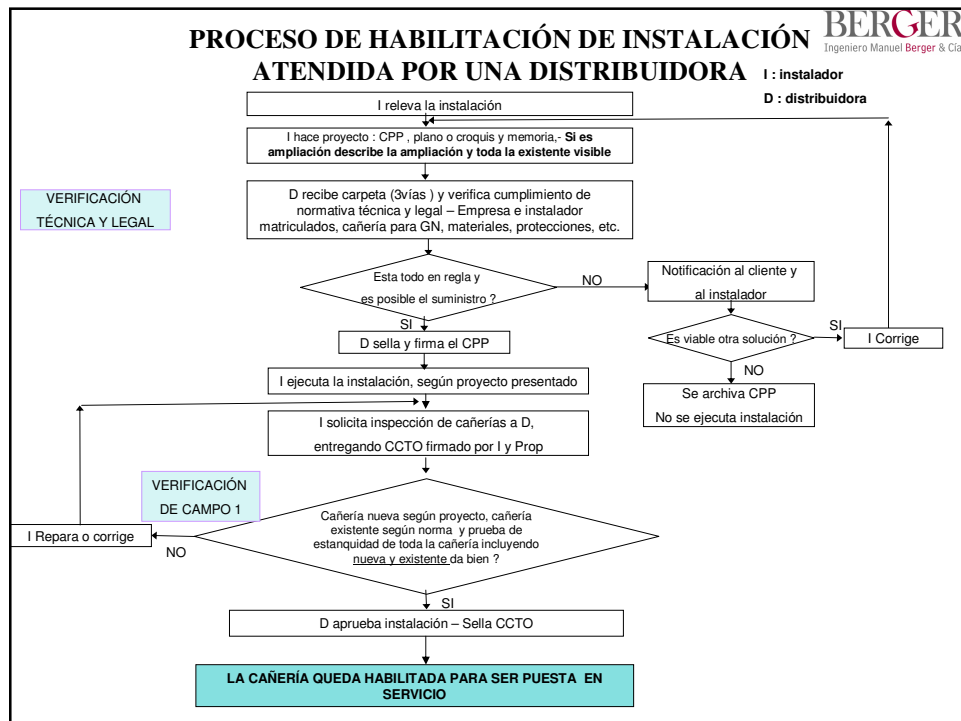 PROCESO DE HABILITACIÓN DE INSTALACIÓN
ATENDIDA POR UNA DISTRIBUIDORA
BERGER
Ingeniero Manuel Berger & Cía
I : instalador
D : distribuidora
I releva la instalación
I hace proyecto : CPP , plano o croquis y memoria,- Si es
ampliación describe la ampliación y toda la existente visible
VERIFICACIÓN
TÉCNICA Y LEGAL
D recibe carpeta (3vías ) y verifica cumplimiento de
normativa técnica y legal – Empresa e instalador
matriculados, cañería para GN, materiales, protecciones, etc.
Esta todo en regla y
es posible el suministro ?
NO
Notificación al cliente y
al instalador
SI
Es viable otra solución ?
SI
I Corrige
D sella y firma el CPP
NO
I ejecuta la instalación, según proyecto presentado
Se archiva CPP
No se ejecuta instalación
I solicita inspección de cañerías a D,
entregando CCTO firmado por I y Prop
VERIFICACIÓN
DE CAMPO 1
Cañería nueva según proyecto, cañería
existente según norma y prueba de
estanquidad de toda la cañería incluyendo
nueva y existente da bien ?
I Repara o corrige
NO
SI
D aprueba instalación – Sella CCTO
LA CAÑERÍA QUEDA HABILITADA PARA SER PUESTA EN
SERVICIO